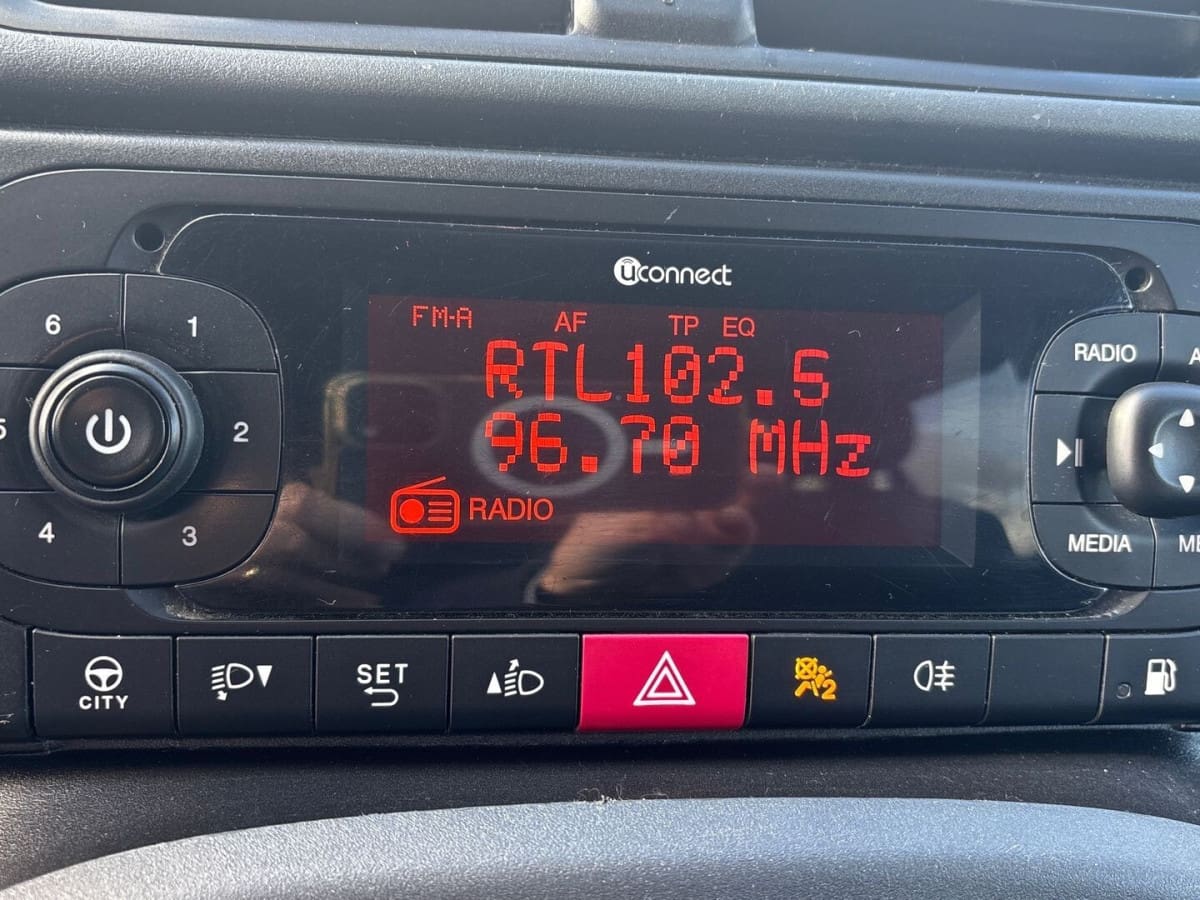 uconnect
FM-A AF TP EQ
RTL102.5
96.70 MHz
RADIO
6 1
5 2
4 3
RADIO
MEDIA
CITY
SET
2